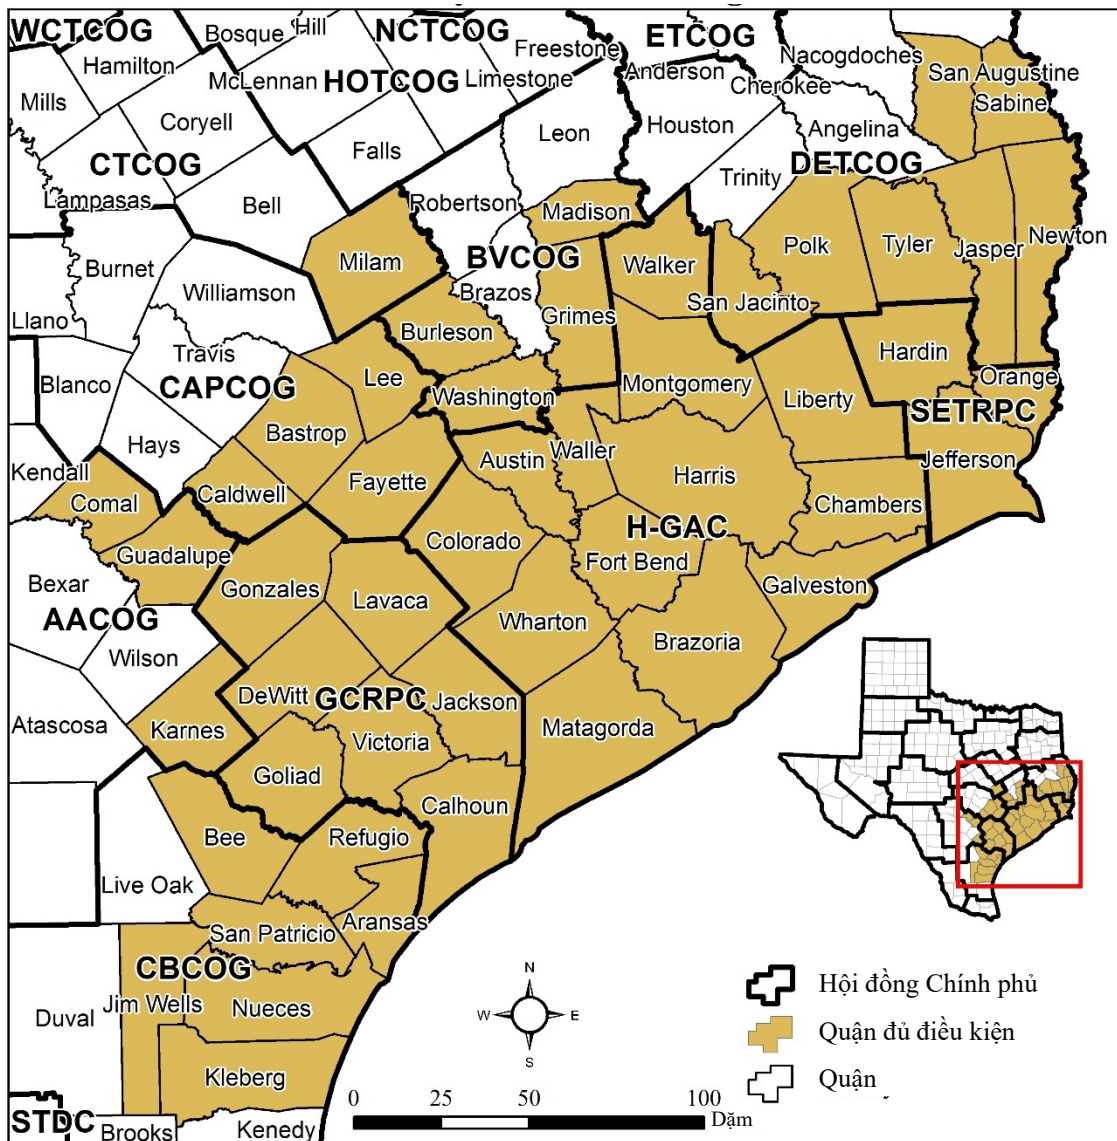 WCTCOG
Bosque
Hill
NCTCOG
Freestone
ETCOG
Nacogdoches
Hamilton
McLennan
HOTCOG
Limestone
Anderson
Cherokee
San Augustine
Sabine
Mills
Coryell
Leon
Houston
Angelina
Falls
CTCOG
DETCOG
Lampasas
Bell
Robertson
Madison
Trinity
Milam
BVCOG
Walker
Polk
Tyler
Jasper
Newton
Burnet
Williamson
Brazos
San Jacinto
Llano
Burleson
Grimes
Travis
Hardin
Blanco
CAPCOG
Lee
Washington
Montgomery
Liberty
Orange
SETRPC
Hays
Bastrop
Austin
Waller
Jefferson
Kendall
Caldwell
Fayette
Harris
Chambers
Comal
H-GAC
Guadalupe
Colorado
Fort Bend
Bexar
Gonzales
Lavaca
Galveston
AACOG
Wharton
Brazoria
Wilson
DeWitt
GCRPC
Jackson
Atascosa
Karnes
Victoria
Matagorda
Goliad
Calhoun
Bee
Refugio
Live Oak
Aransas
San Patricio
CBCOG
Jim Wells
Nueces
Duval
Kleberg
STDC
Brooks
Kenedy
N
W
E
S
0
25
50
100
Dặm
Hội đồng Chính phủ
Quận đủ điều kiện
Quận